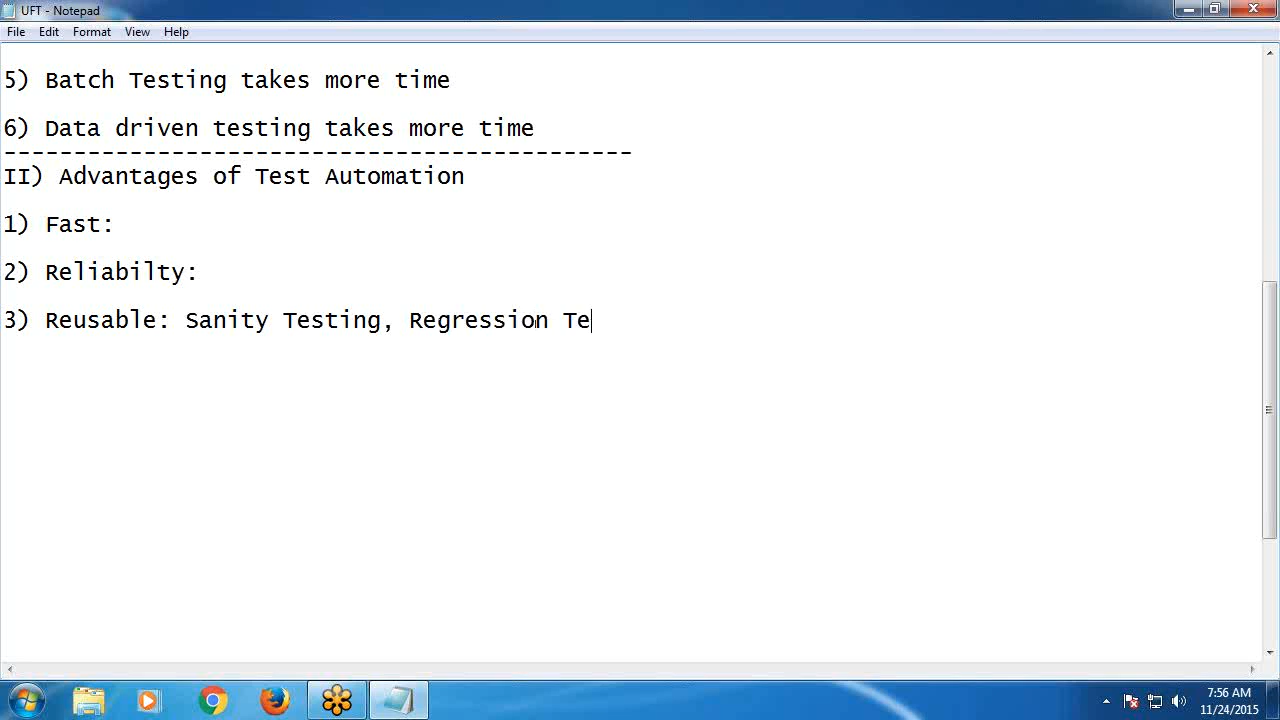 UFT - Notepad
File Edit Format View Help
5) Batch Testing takes more time
6) Data driven testing takes more time
---------------------------------------------
II) Advantages of Test Automation
1) Fast:
2) Reliabilty:
3) Reusable: Sanity Testing, Regression Te
7:56 AM
11/24/2015